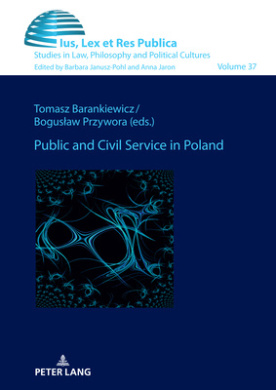 Ius, Lex et Res Publica
Studies in Law, Philosophy and Political Cultures
Edited by Barbara Janusz-Pohl and Anna Jaroń
Volume 37
Tomasz Barankiewicz/
Bogusław Przywora (eds.)
Public and Civil Service in Poland
PETER LANG